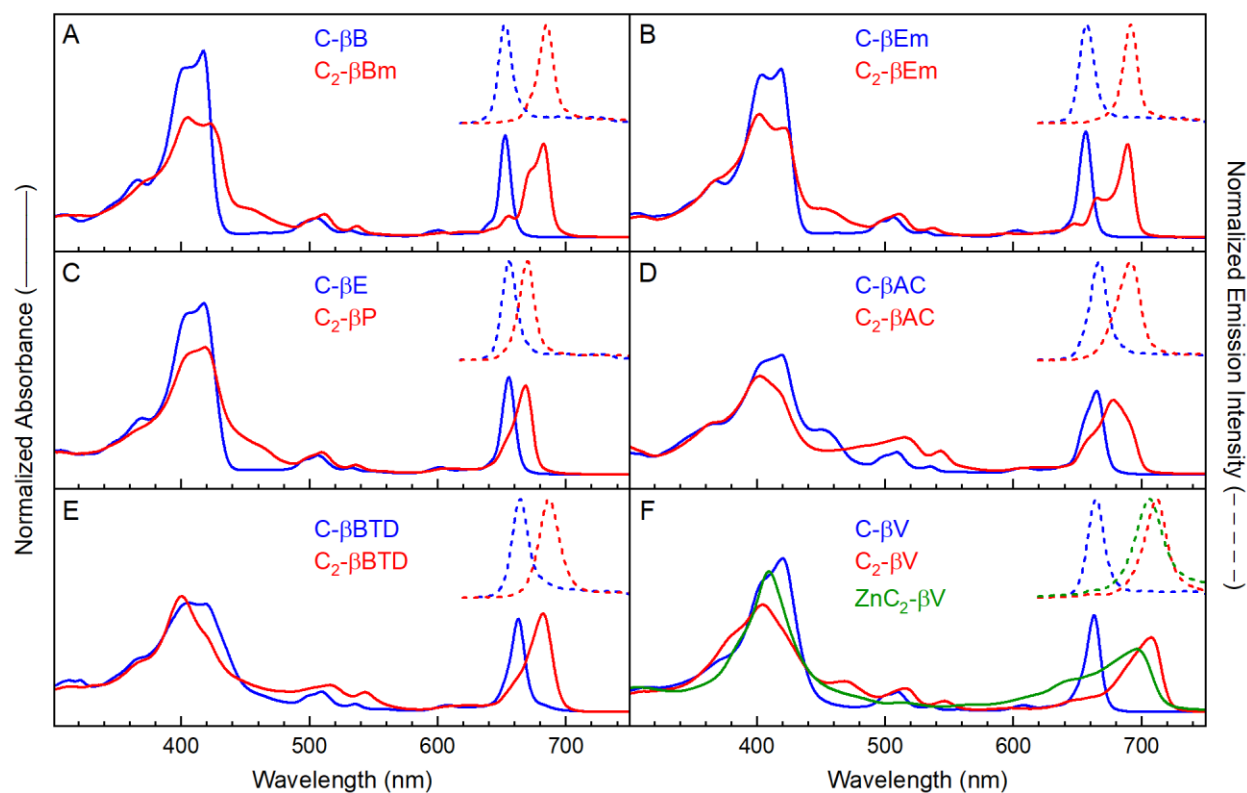 A
C-βB
C₂-βBm
B
C-βEm
C₂-βEm
C
C-βE
C₂-βP
D
C-βAC
C₂-βAC
E
C-βBTD
C₂-βBTD
F
C-βV
C₂-βV
ZnC₂-βV
Normalized Absorbance (——)
Normalized Emission Intensity (– – – –)
400
500
600
700
400
500
600
700
Wavelength (nm)
Wavelength (nm)